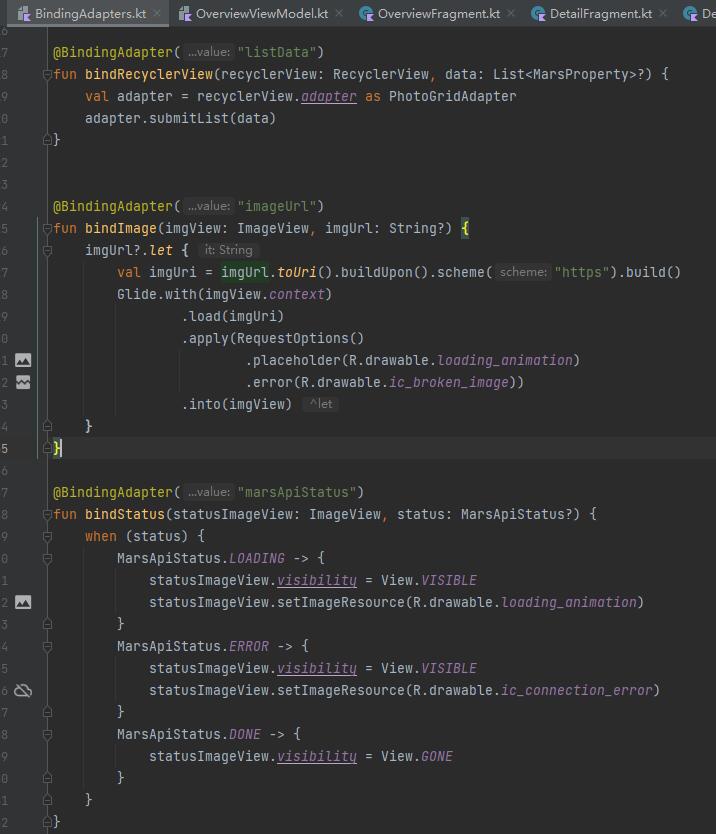 BindingAdapters.kt × OverviewViewModel.kt × OverviewFragment.kt × DetailFragment.kt × De
6
7 @BindingAdapter( ...value: "listData")
8 fun bindRecyclerView(recyclerView: RecyclerView, data: List<MarsProperty>?) {
9 val adapter = recyclerView.adapter as PhotoGridAdapter
0 adapter.submitList(data)
1 }
2
3
4 @BindingAdapter( ...value: "imageUrl")
5 fun bindImage(imgView: ImageView, imgUrl: String?) {
6 imgUrl?.let { it: String
7 val imgUri = imgUrl.toUri().buildUpon().scheme( scheme: "https").build()
8 Glide.with(imgView.context)
9 .load(imgUri)
0 .apply(RequestOptions()
1 .placeholder(R.drawable.loading_animation)
2 .error(R.drawable.ic_broken_image))
3 .into(imgView) ^let
4 }
5 }
6
7 @BindingAdapter( ...value: "marsApiStatus")
8 fun bindStatus(statusImageView: ImageView, status: MarsApiStatus?) {
9 when (status) {
0 MarsApiStatus.LOADING -> {
1 statusImageView.visibility = View.VISIBLE
2 statusImageView.setImageResource(R.drawable.loading_animation)
3 }
4 MarsApiStatus.ERROR -> {
5 statusImageView.visibility = View.VISIBLE
6 statusImageView.setImageResource(R.drawable.ic_connection_error)
7 }
8 MarsApiStatus.DONE -> {
9 statusImageView.visibility = View.GONE
0 }
1 }
2 }